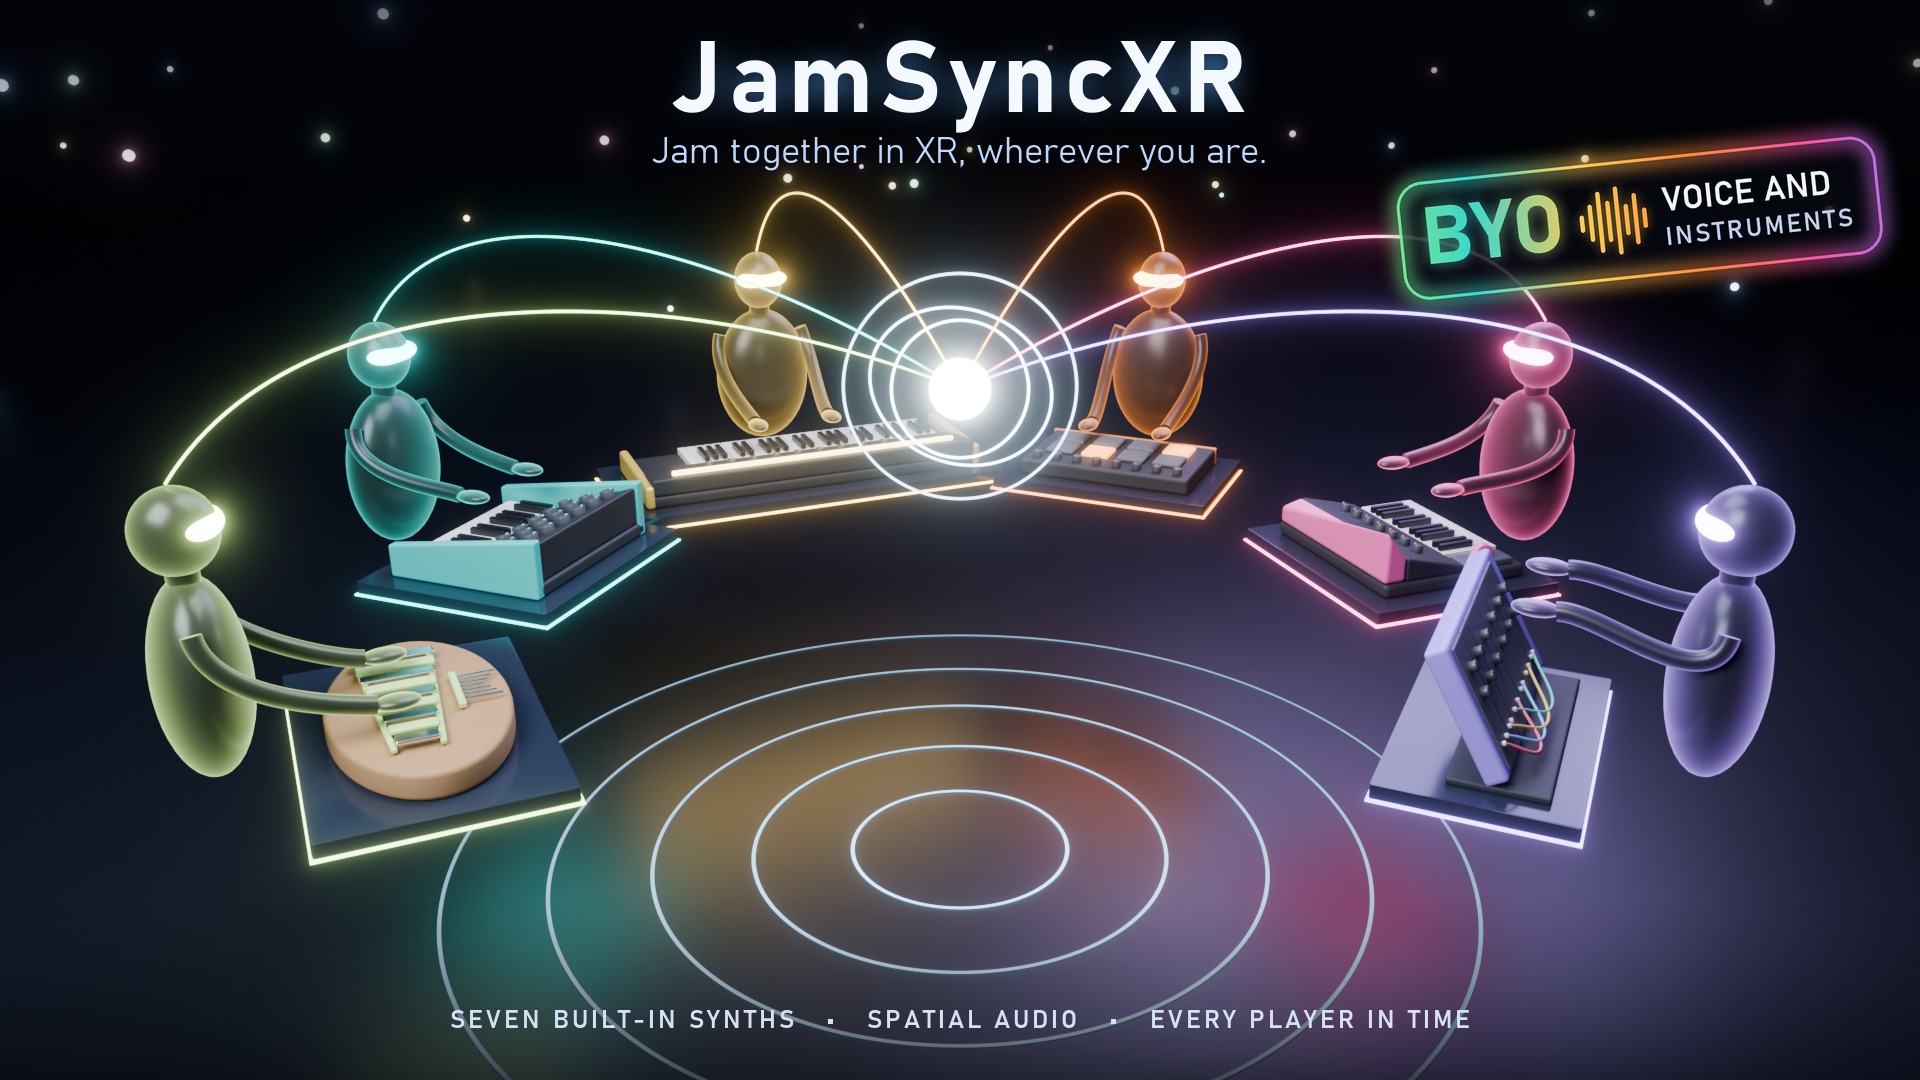 JamSyncXR
Jam together in XR, wherever you are.
BYO
VOICE AND
INSTRUMENTS
SEVEN BUILT-IN SYNTHS · SPATIAL AUDIO · EVERY PLAYER IN TIME